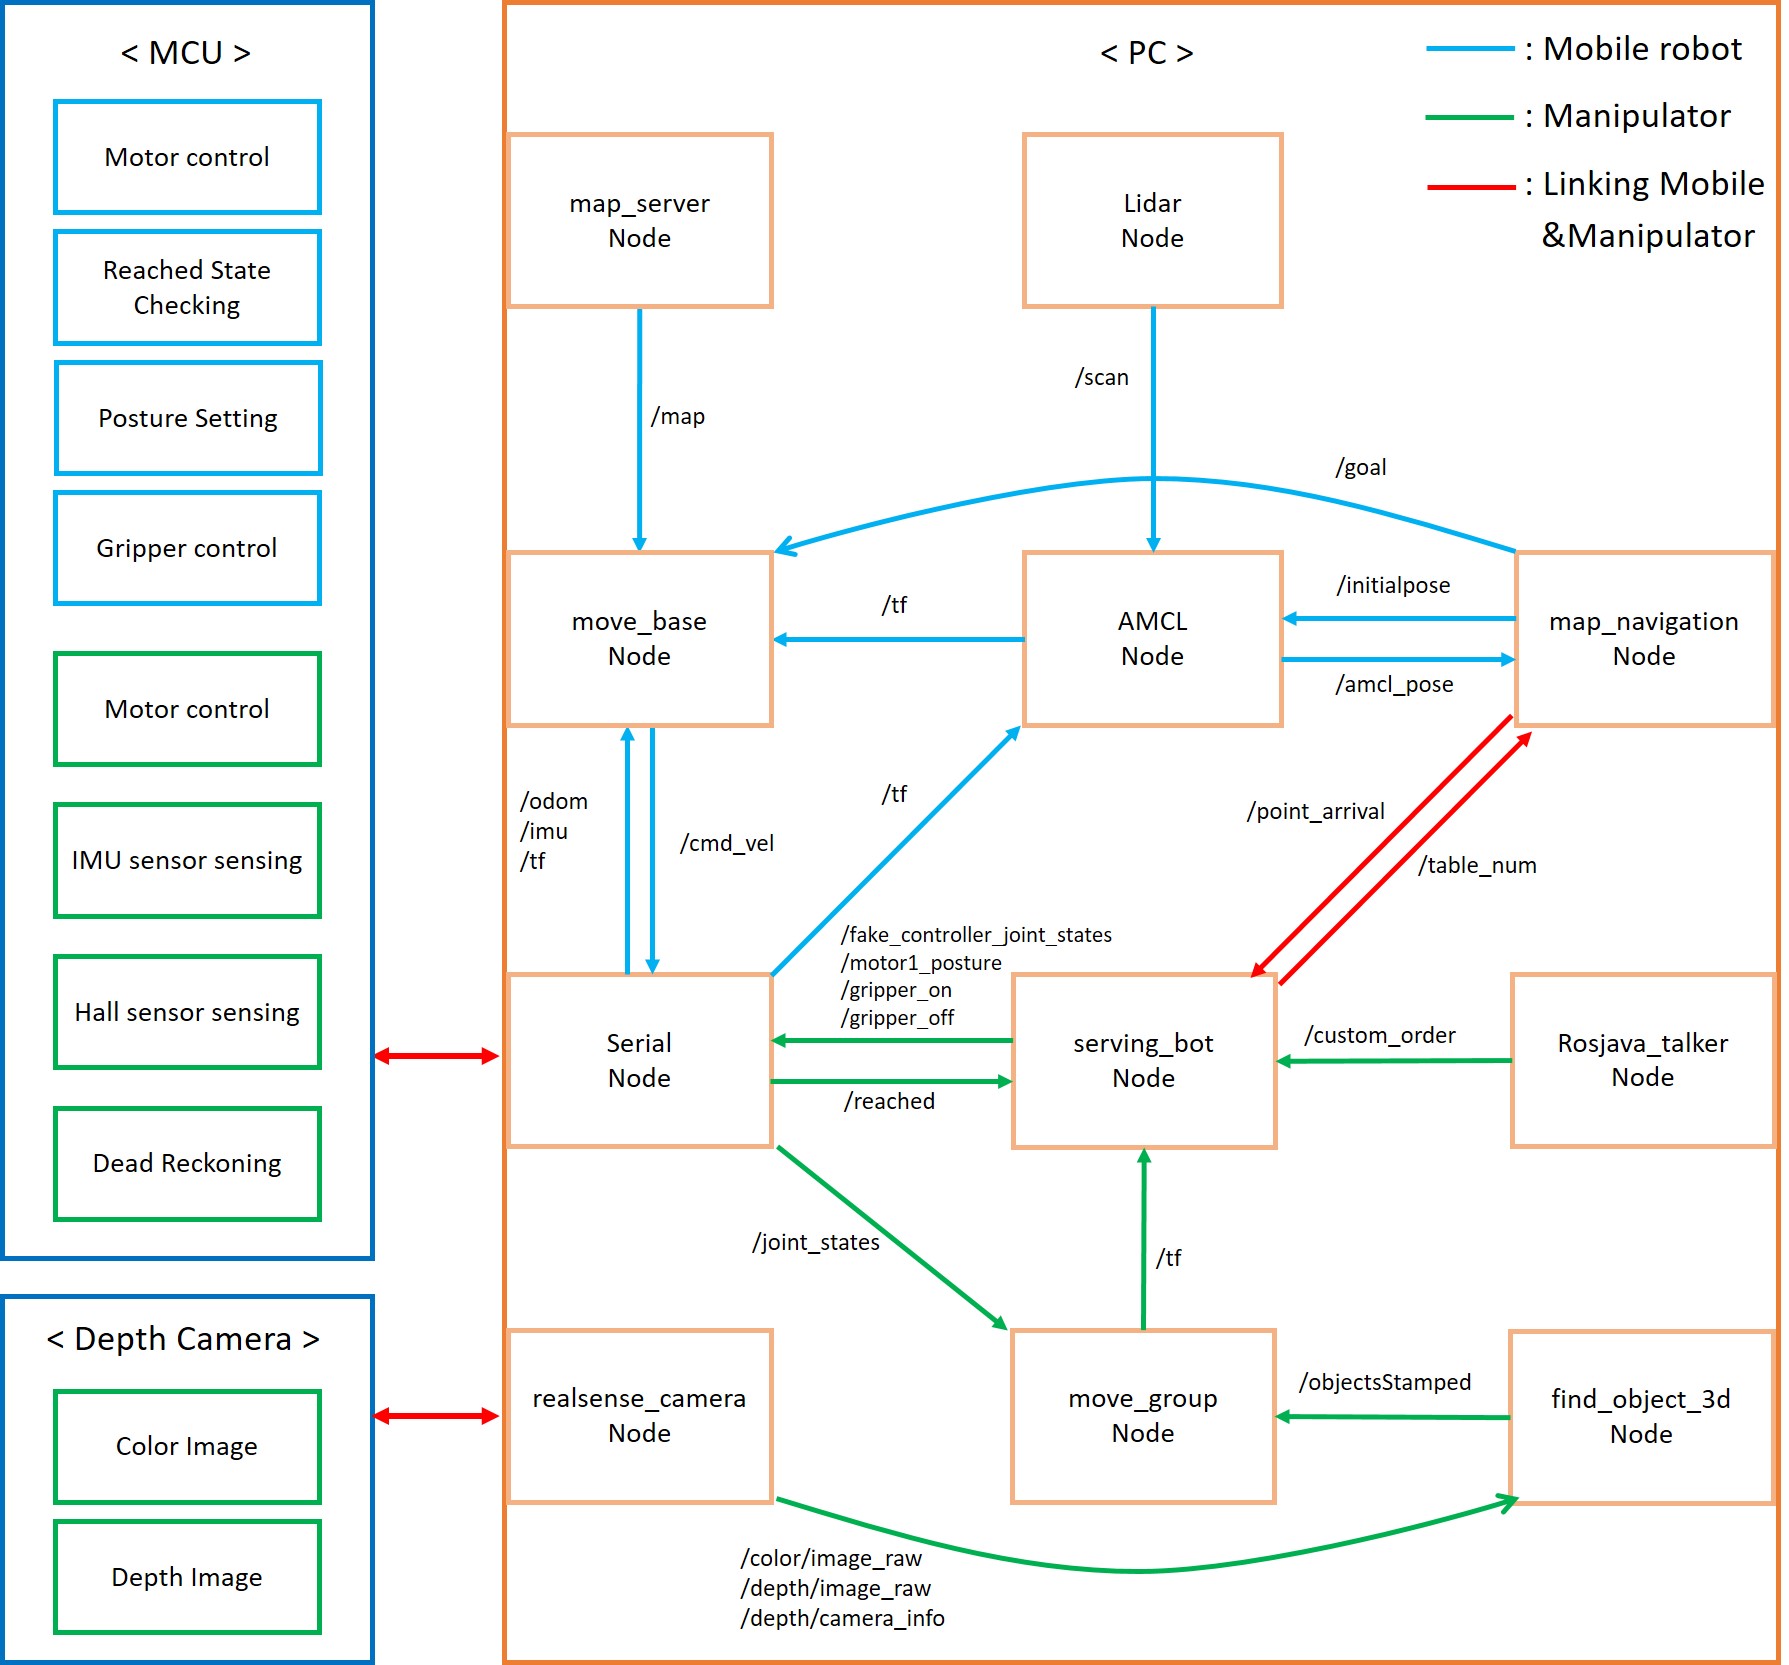 < MCU >
Motor control
Reached State
Checking
Posture Setting
Gripper control
Motor control
IMU sensor sensing
Hall sensor sensing
Dead Reckoning
< Depth Camera >
Color Image
Depth Image
< PC >
: Mobile robot
: Manipulator
: Linking Mobile
&Manipulator
map_server
Node
Lidar
Node
/map
/scan
/goal
move_base
Node
/tf
AMCL
Node
/initialpose
/amcl_pose
map_navigation
Node
/odom
/imu
/tf
/cmd_vel
/tf
/point_arrival
/table_num
/fake_controller_joint_states
/motor1_posture
/gripper_on
/gripper_off
Serial
Node
/reached
serving_bot
Node
/custom_order
Rosjava_talker
Node
/joint_states
/tf
realsense_camera
Node
move_group
Node
/objectsStamped
find_object_3d
Node
/color/image_raw
/depth/image_raw
/depth/camera_info